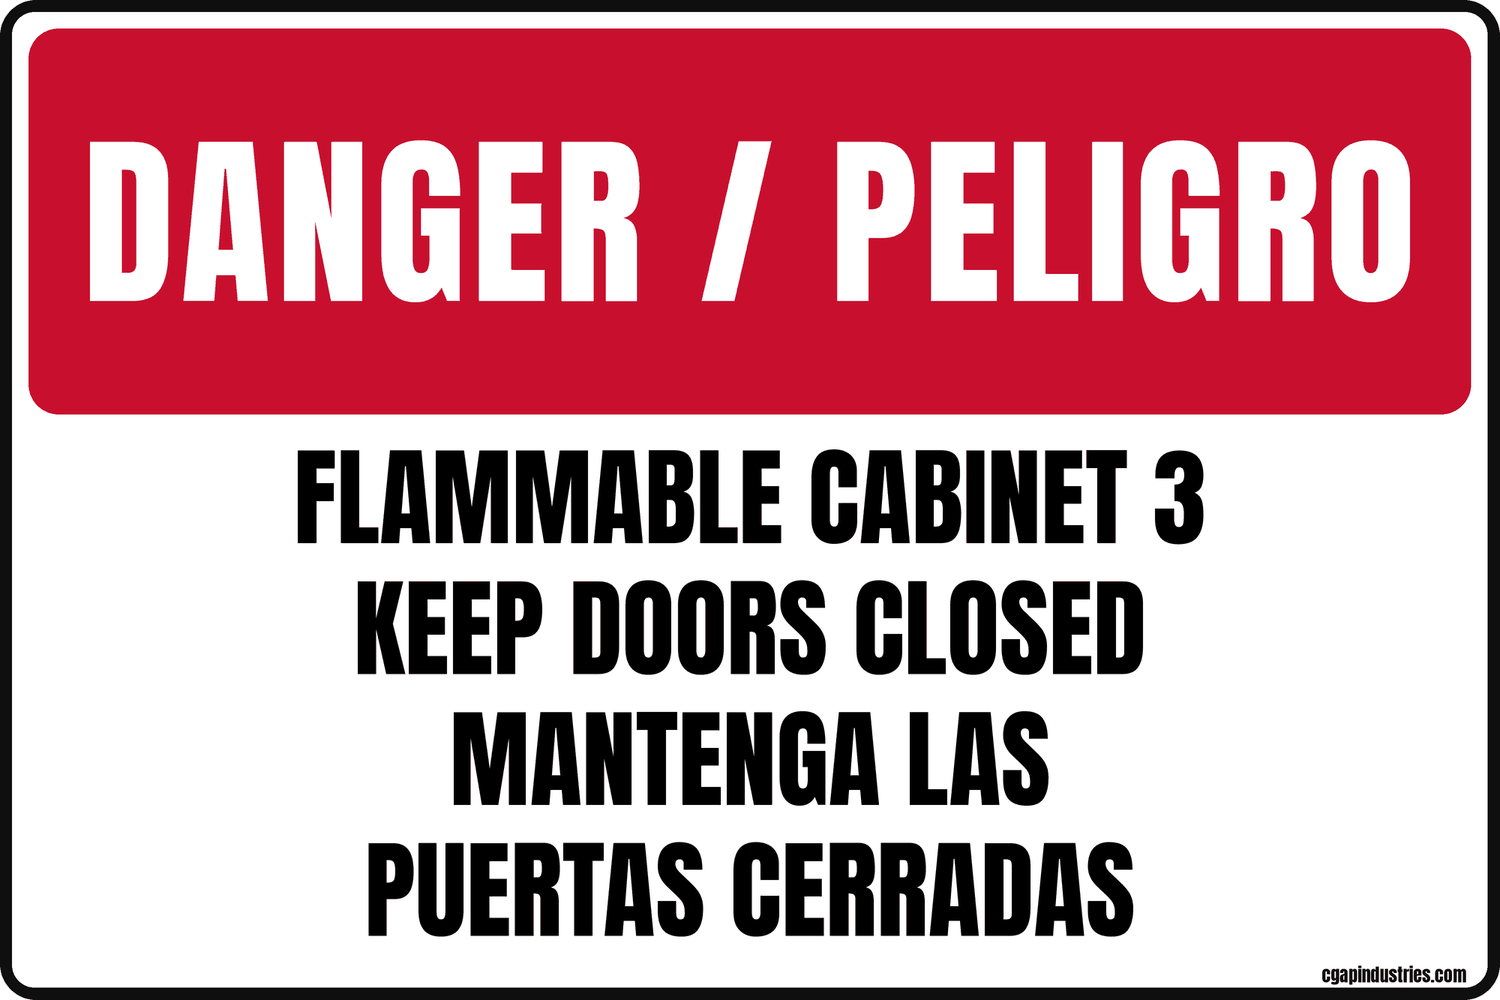 DANGER / PELIGRO
FLAMMABLE CABINET 3
KEEP DOORS CLOSED
MANTENGA LAS
PUERTAS CERRADAS
cgapindustries.com